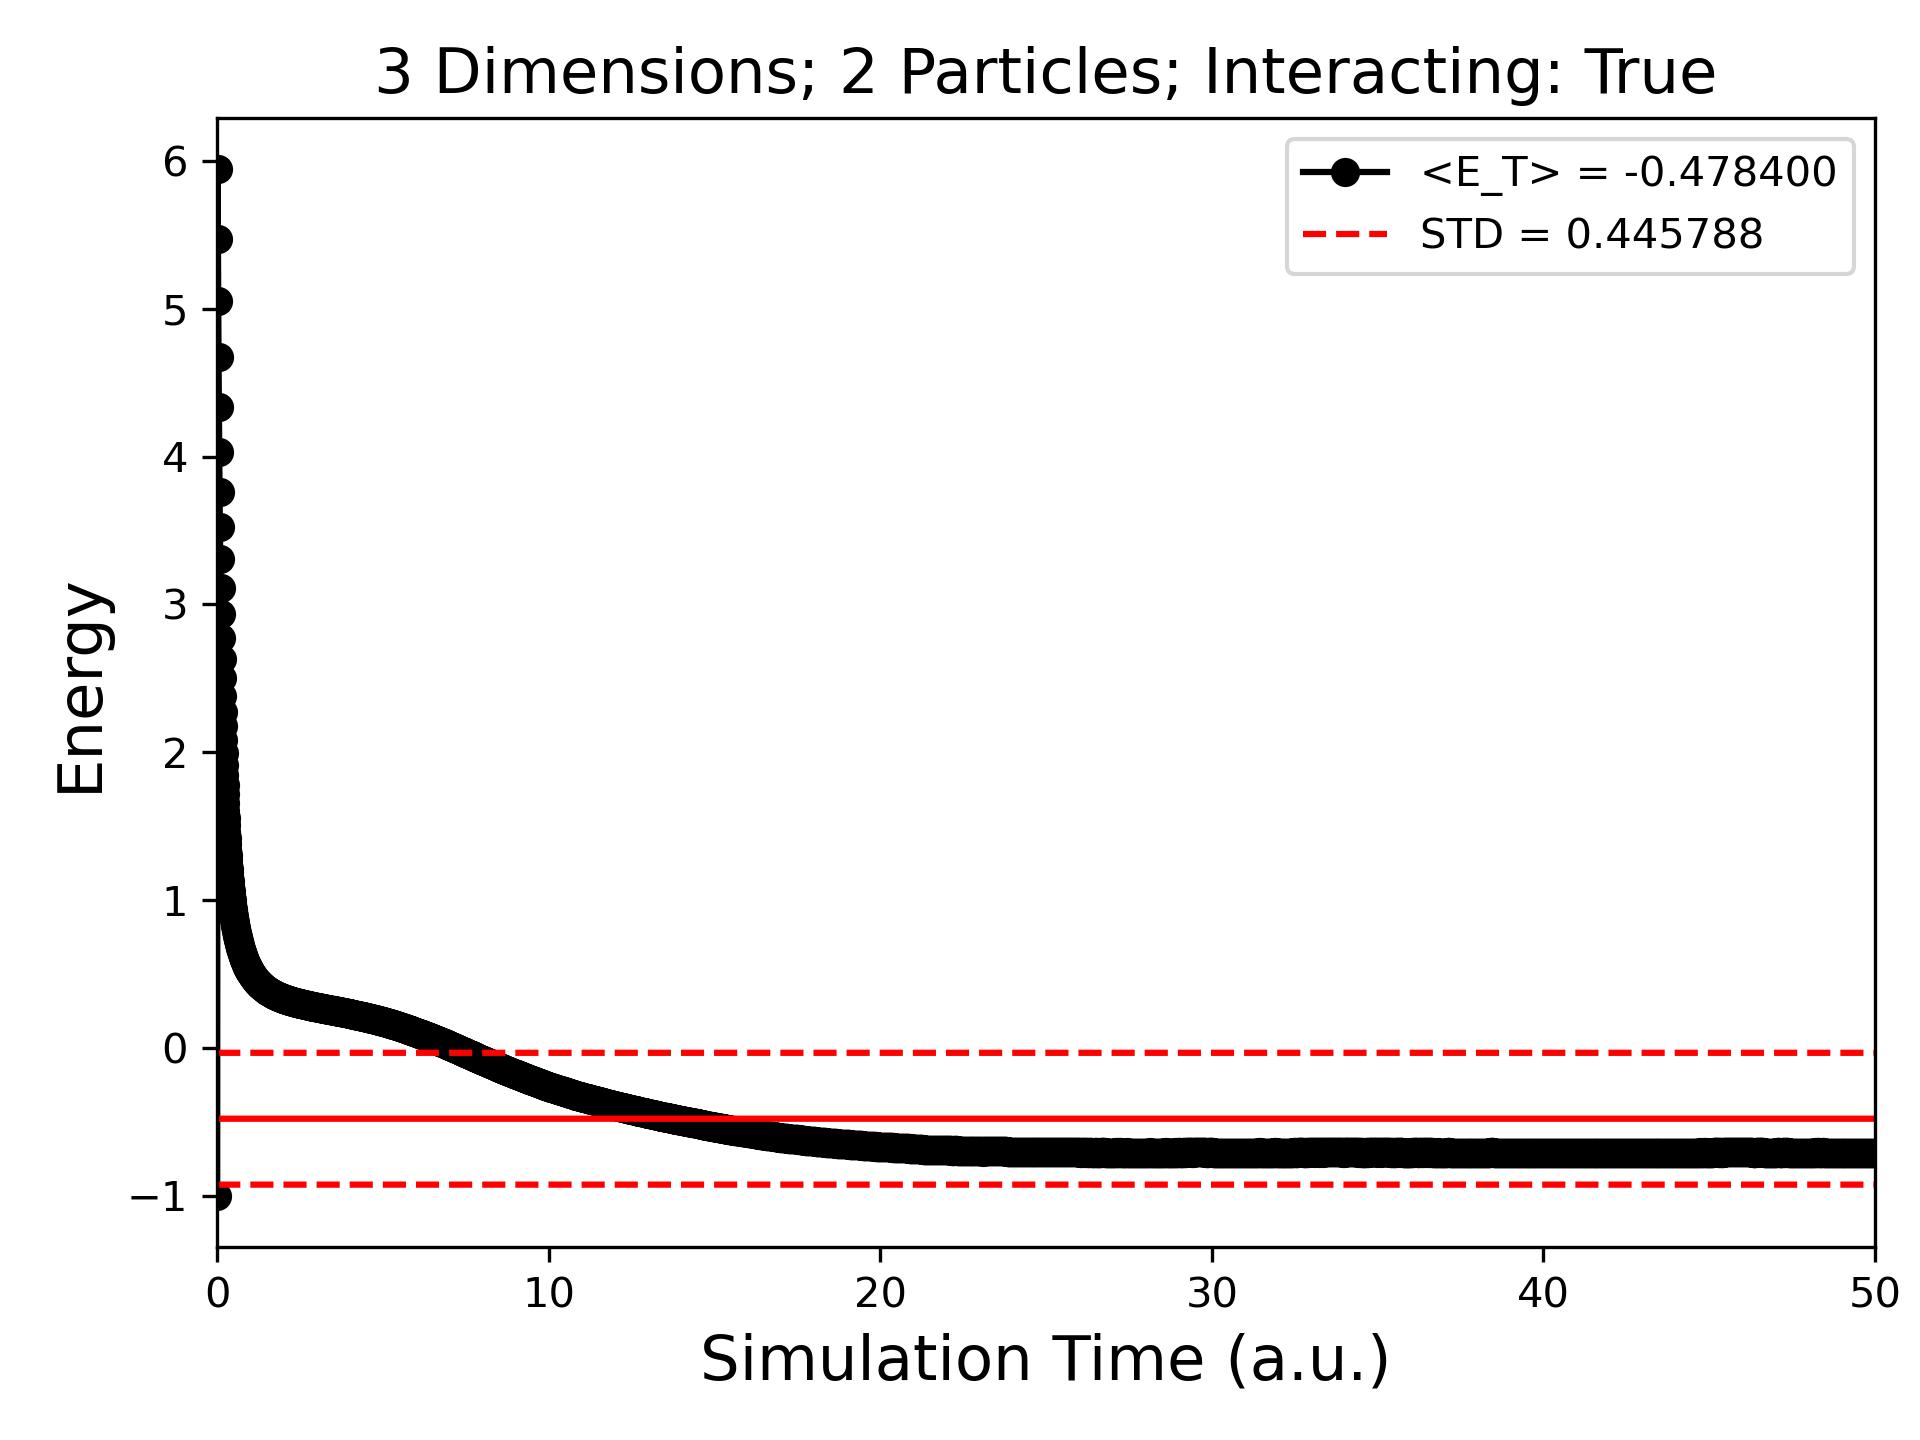 3 Dimensions; 2 Particles; Interacting: True
<E_T> = -0.478400
STD = 0.445788
Energy
6
5
4
3
2
1
0
−1
0 10 20 30 40 50
Simulation Time (a.u.)